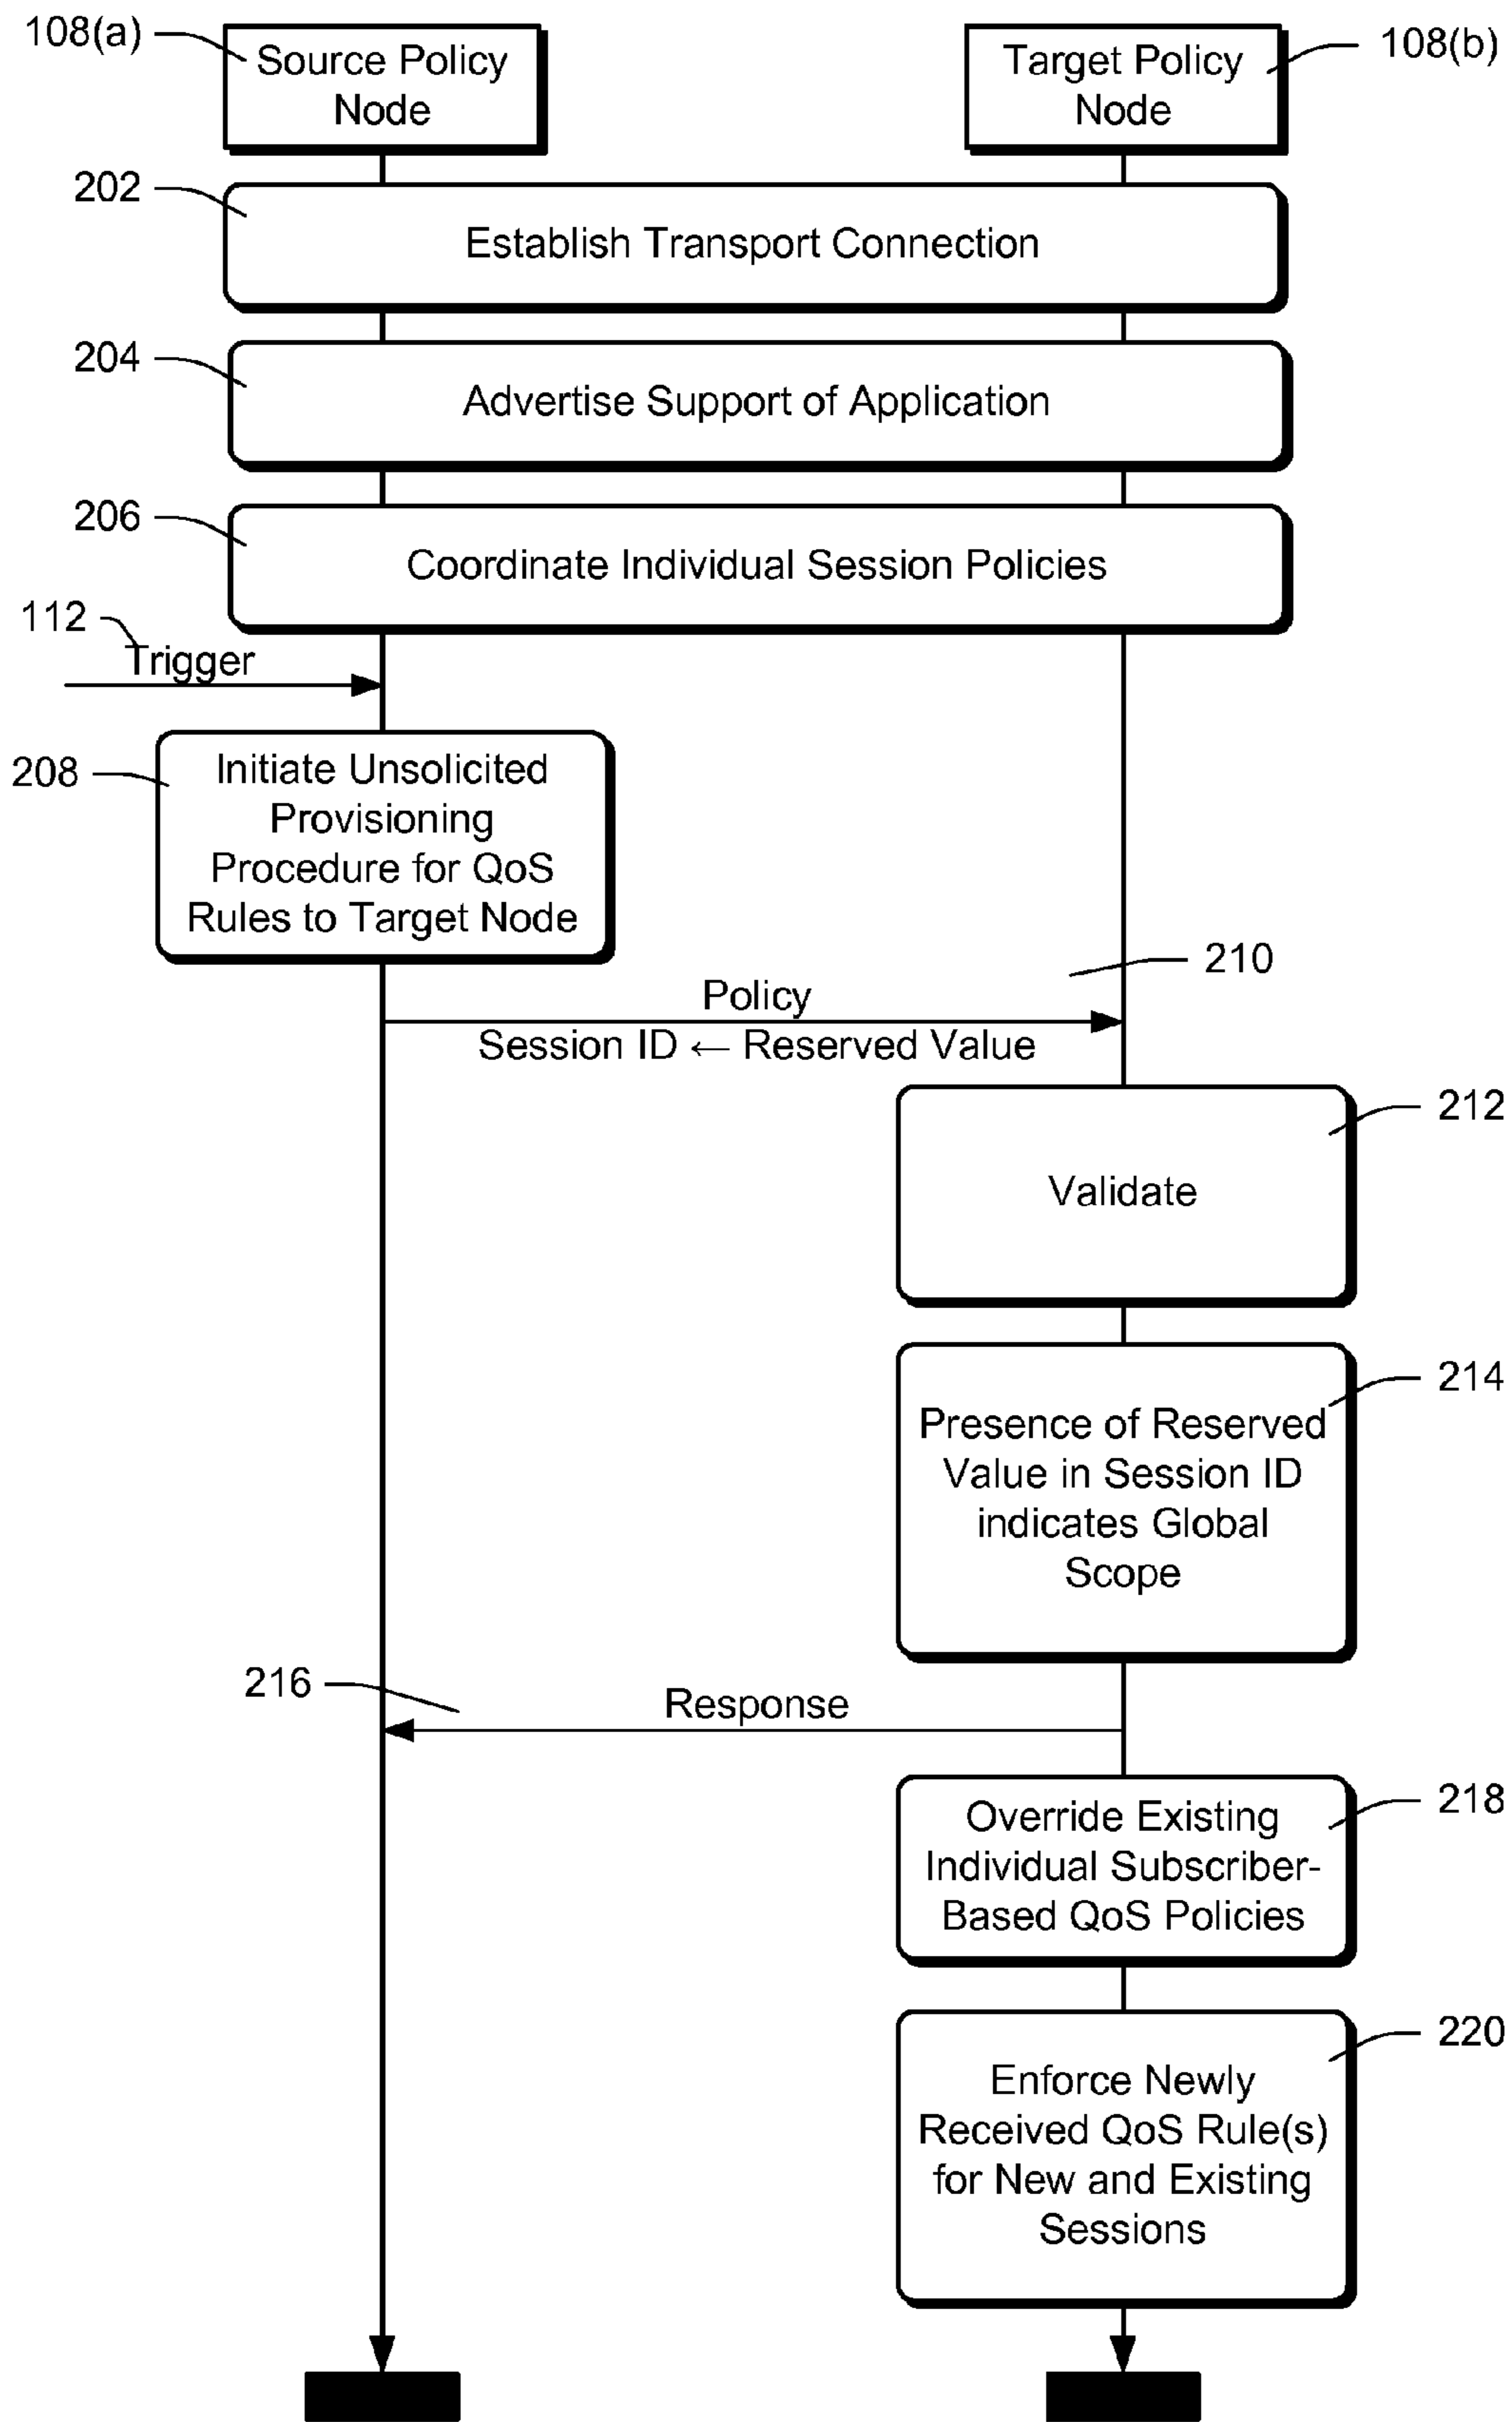 108(a)
Source Policy
Node
Target Policy
Node
108(b)
202
Establish Transport Connection
204
Advertise Support of Application
206
Coordinate Individual Session Policies
112
Trigger
208
Initiate Unsolicited
Provisioning
Procedure for QoS
Rules to Target Node
210
Policy
Session ID ← Reserved Value
212
Validate
214
Presence of Reserved
Value in Session ID
indicates Global
Scope
216
Response
218
Override Existing
Individual Subscriber-
Based QoS Policies
220
Enforce Newly
Received QoS Rule(s)
for New and Existing
Sessions